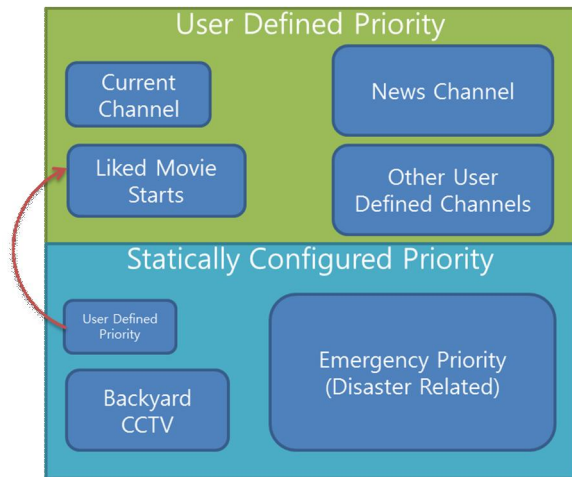 User Defined Priority
Current
Channel
News Channel
Liked Movie
Starts
Other User
Defined Channels
Statically Configured Priority
User Defined
Priority
Emergency Priority
(Disaster Related)
Backyard
CCTV